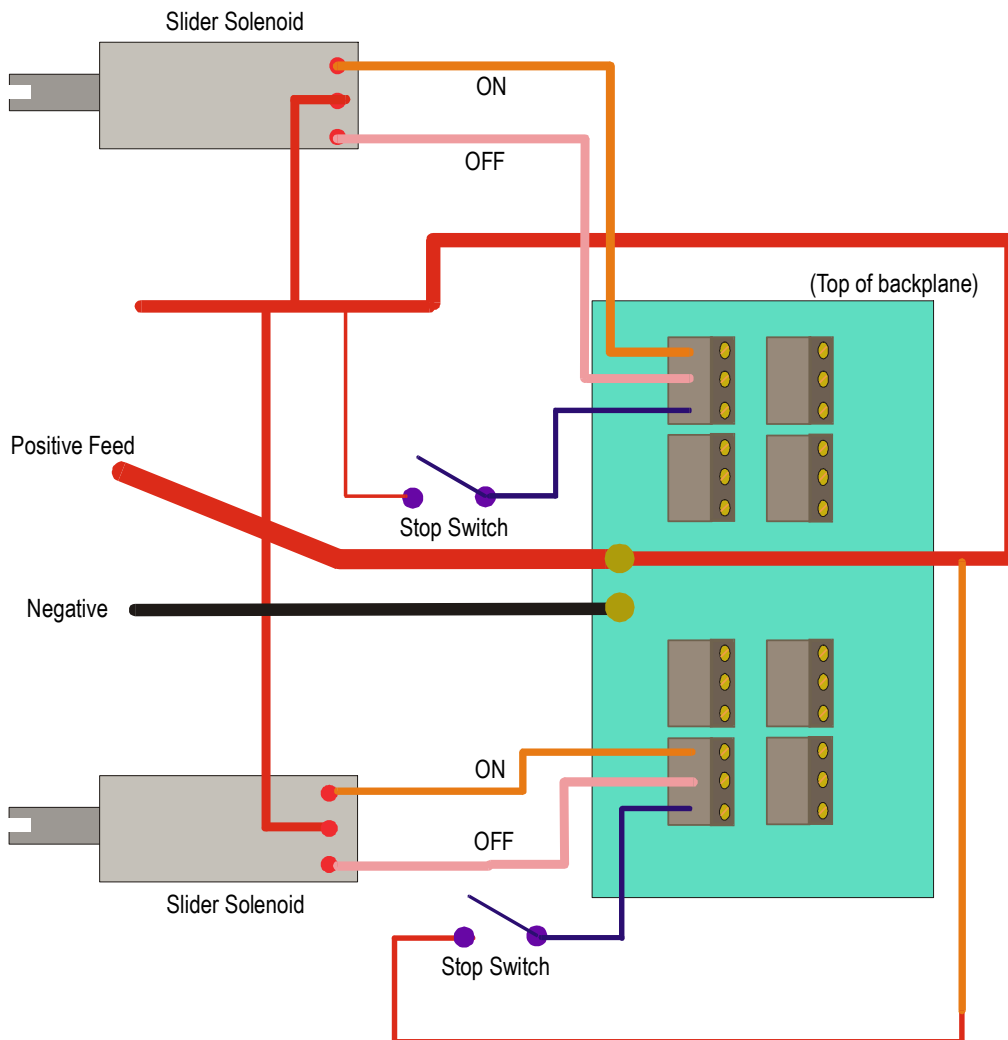 Slider Solenoid
ON
OFF
(Top of backplane)
Positive Feed
Stop Switch
Negative
ON
OFF
Slider Solenoid
Stop Switch